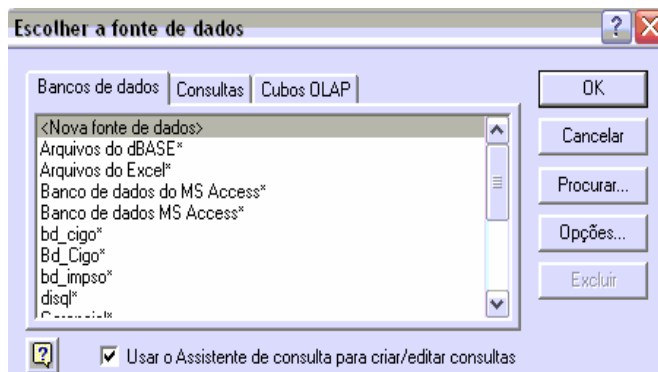 Escolher a fonte de dados
Bancos de dados Consultas Cubos OLAP
<Nova fonte de dados>
Arquivos do dBASE*
Arquivos do Excel*
Banco de dados do MS Access*
Banco de dados MS Access*
bd_cigo*
Bd_Cigo*
bd_impso*
disql*
OK
Cancelar
Procurar...
Opções...
Excluir
Usar o Assistente de consulta para criar/editar consultas